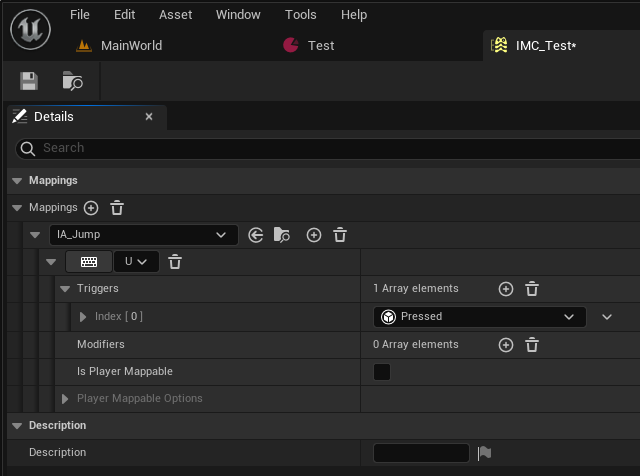 File Edit Asset Window Tools Help
MainWorld Test IMC_Test*
Details ×
Search
Mappings
Mappings
IA_Jump
U
Triggers 1 Array elements
Index [ 0 ] Pressed
Modifiers 0 Array elements
Is Player Mappable
Player Mappable Options
Description
Description